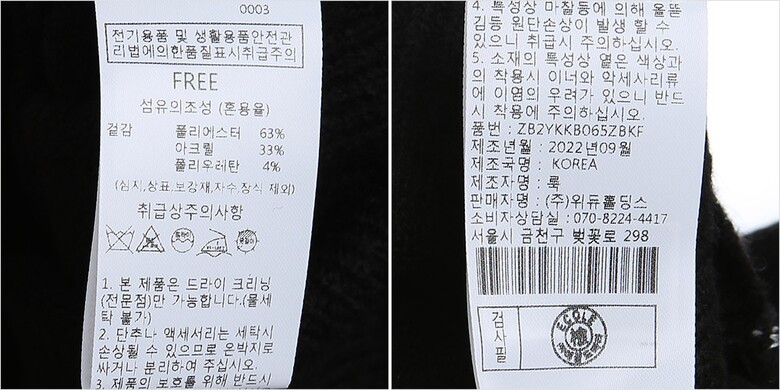 0003
전기용품 및 생활용품안전관
리법에의한품질표시취급주의
FREE
섬유의조성 (혼용율)
겉감 폴리에스터 63%
아크릴 33%
폴리우레탄 4%
(심지,상표,보강재,자수,장식 제외)
취급상주의사항
드라이
1. 본 제품은 드라이 크리닝
(전문점)만 가능합니다.(물세
탁 불가)
2. 단추나 액세서리는 세탁시
손상될 수 있으므로 은박지로
싸거나 분리하여 주십시오.
3. 제품의 보호를 위해 반드시
4. 특성상 마찰등에 의해 올뜯
김등 원단손상이 발생 할 수
있으니 취급시 주의하십시오.
5. 소재의 특성상 옅은 색상과
의 착용시 이너와 악세사리류
에 이염의 우려가 있으니 반드
시 착용에 주의하십시오.
품번 : ZB2YKKB065ZBKF
제조년월 : 2022년09월
제조국명 : KOREA
제조자명 : 룩
판매자명 : (주)위듀홀딩스
소비자상담실 : 070-8224-4417
서울시 금천구 벚꽃로 298
검사필
ECOLE